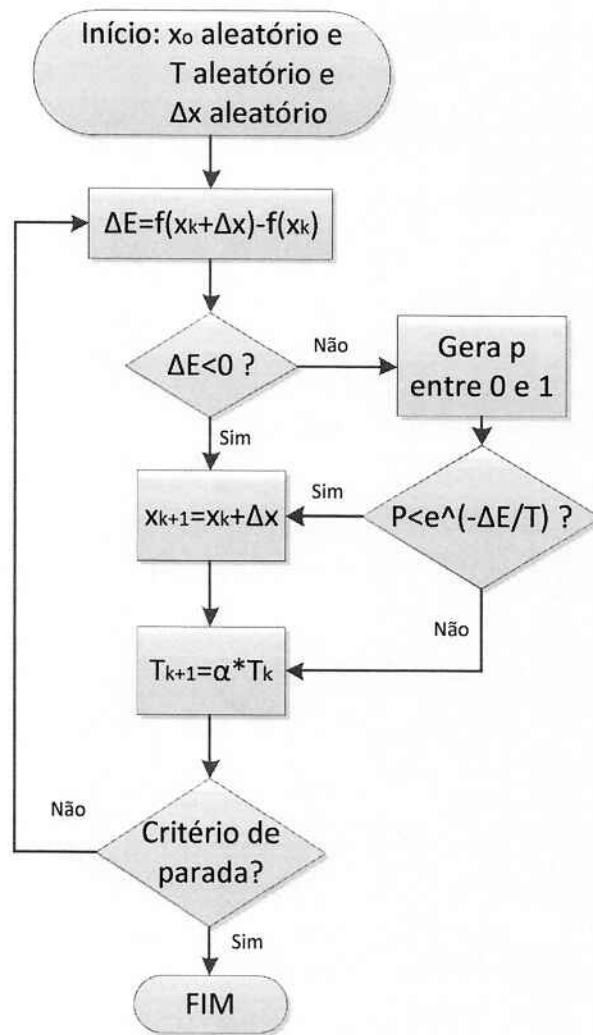 Início: x₀ aleatório e
T aleatório e
Δx aleatório
ΔE=f(xk+Δx)-f(xk)
ΔE<0 ?
Não
Gera p
entre 0 e 1
Sim
xk+1=xk+Δx
Sim
P<e^(-ΔE/T) ?
Não
Tk+1=α*Tk
Não
Critério de
parada?
Sim
FIM